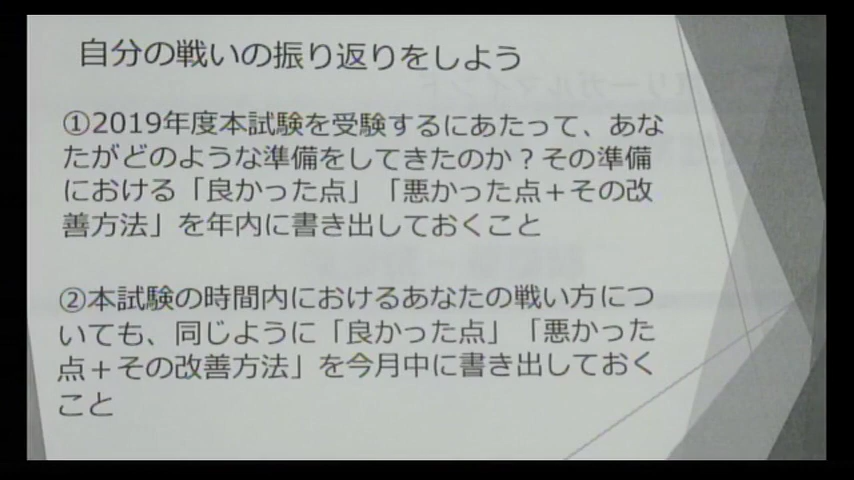 自分の戦いの振り返りをしよう
①2019年度本試験を受験するにあたって、あな
たがどのような準備をしてきたのか？その準備
における「良かった点」「悪かった点＋その改
善方法」を年内に書き出しておくこと
②本試験の時間内におけるあなたの戦い方につ
いても、同じように「良かった点」「悪かった
点＋その改善方法」を今月中に書き出しておく
こと